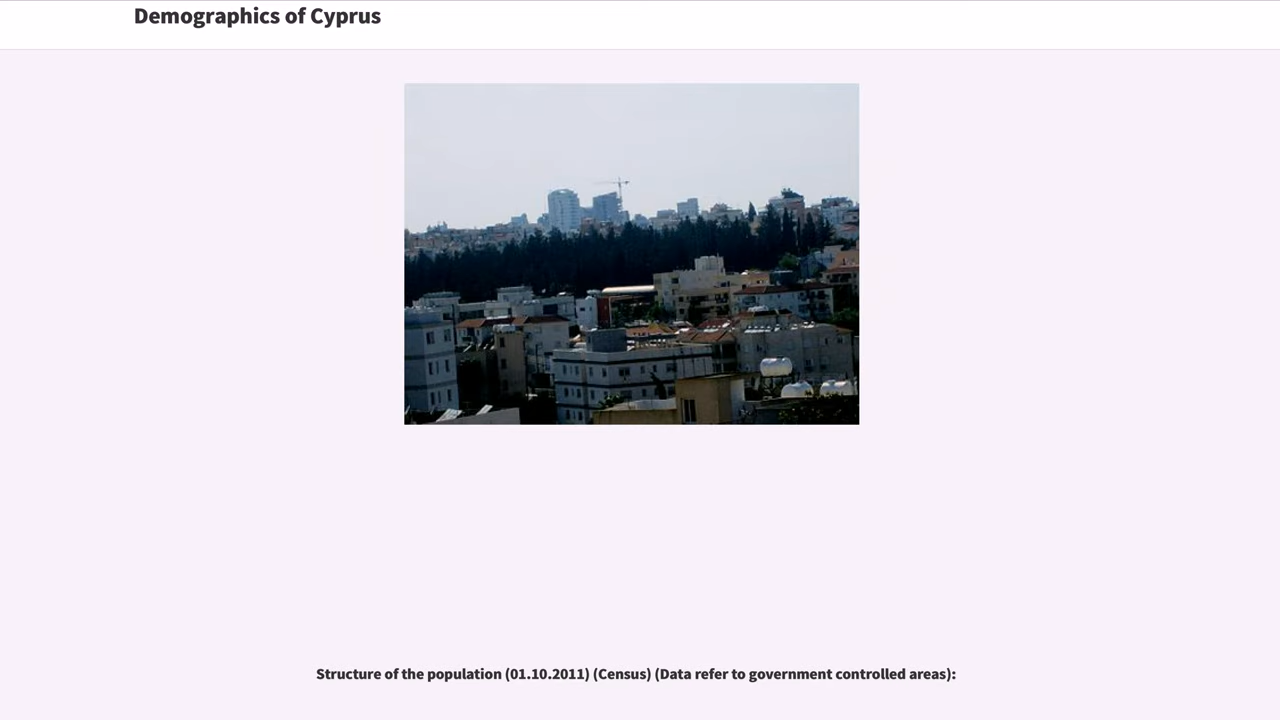 Demographics of Cyprus
Structure of the population (01.10.2011) (Census) (Data refer to government controlled areas):